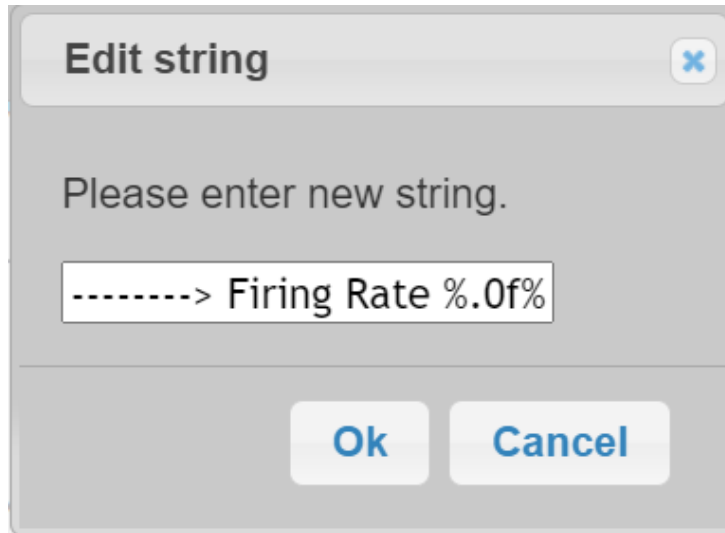 Edit string
Please enter new string.
--------> Firing Rate %.0f%
Ok Cancel